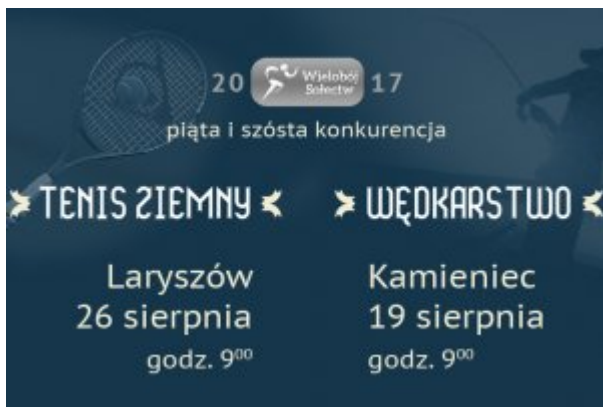 20 Wielobój Sołectw 17
piąta i szósta konkurencja
TENIS ZIEMNY
WĘDKARSTWO
Laryszów
26 sierpnia
godz. 9⁰⁰
Kamieniec
19 sierpnia
godz. 9⁰⁰